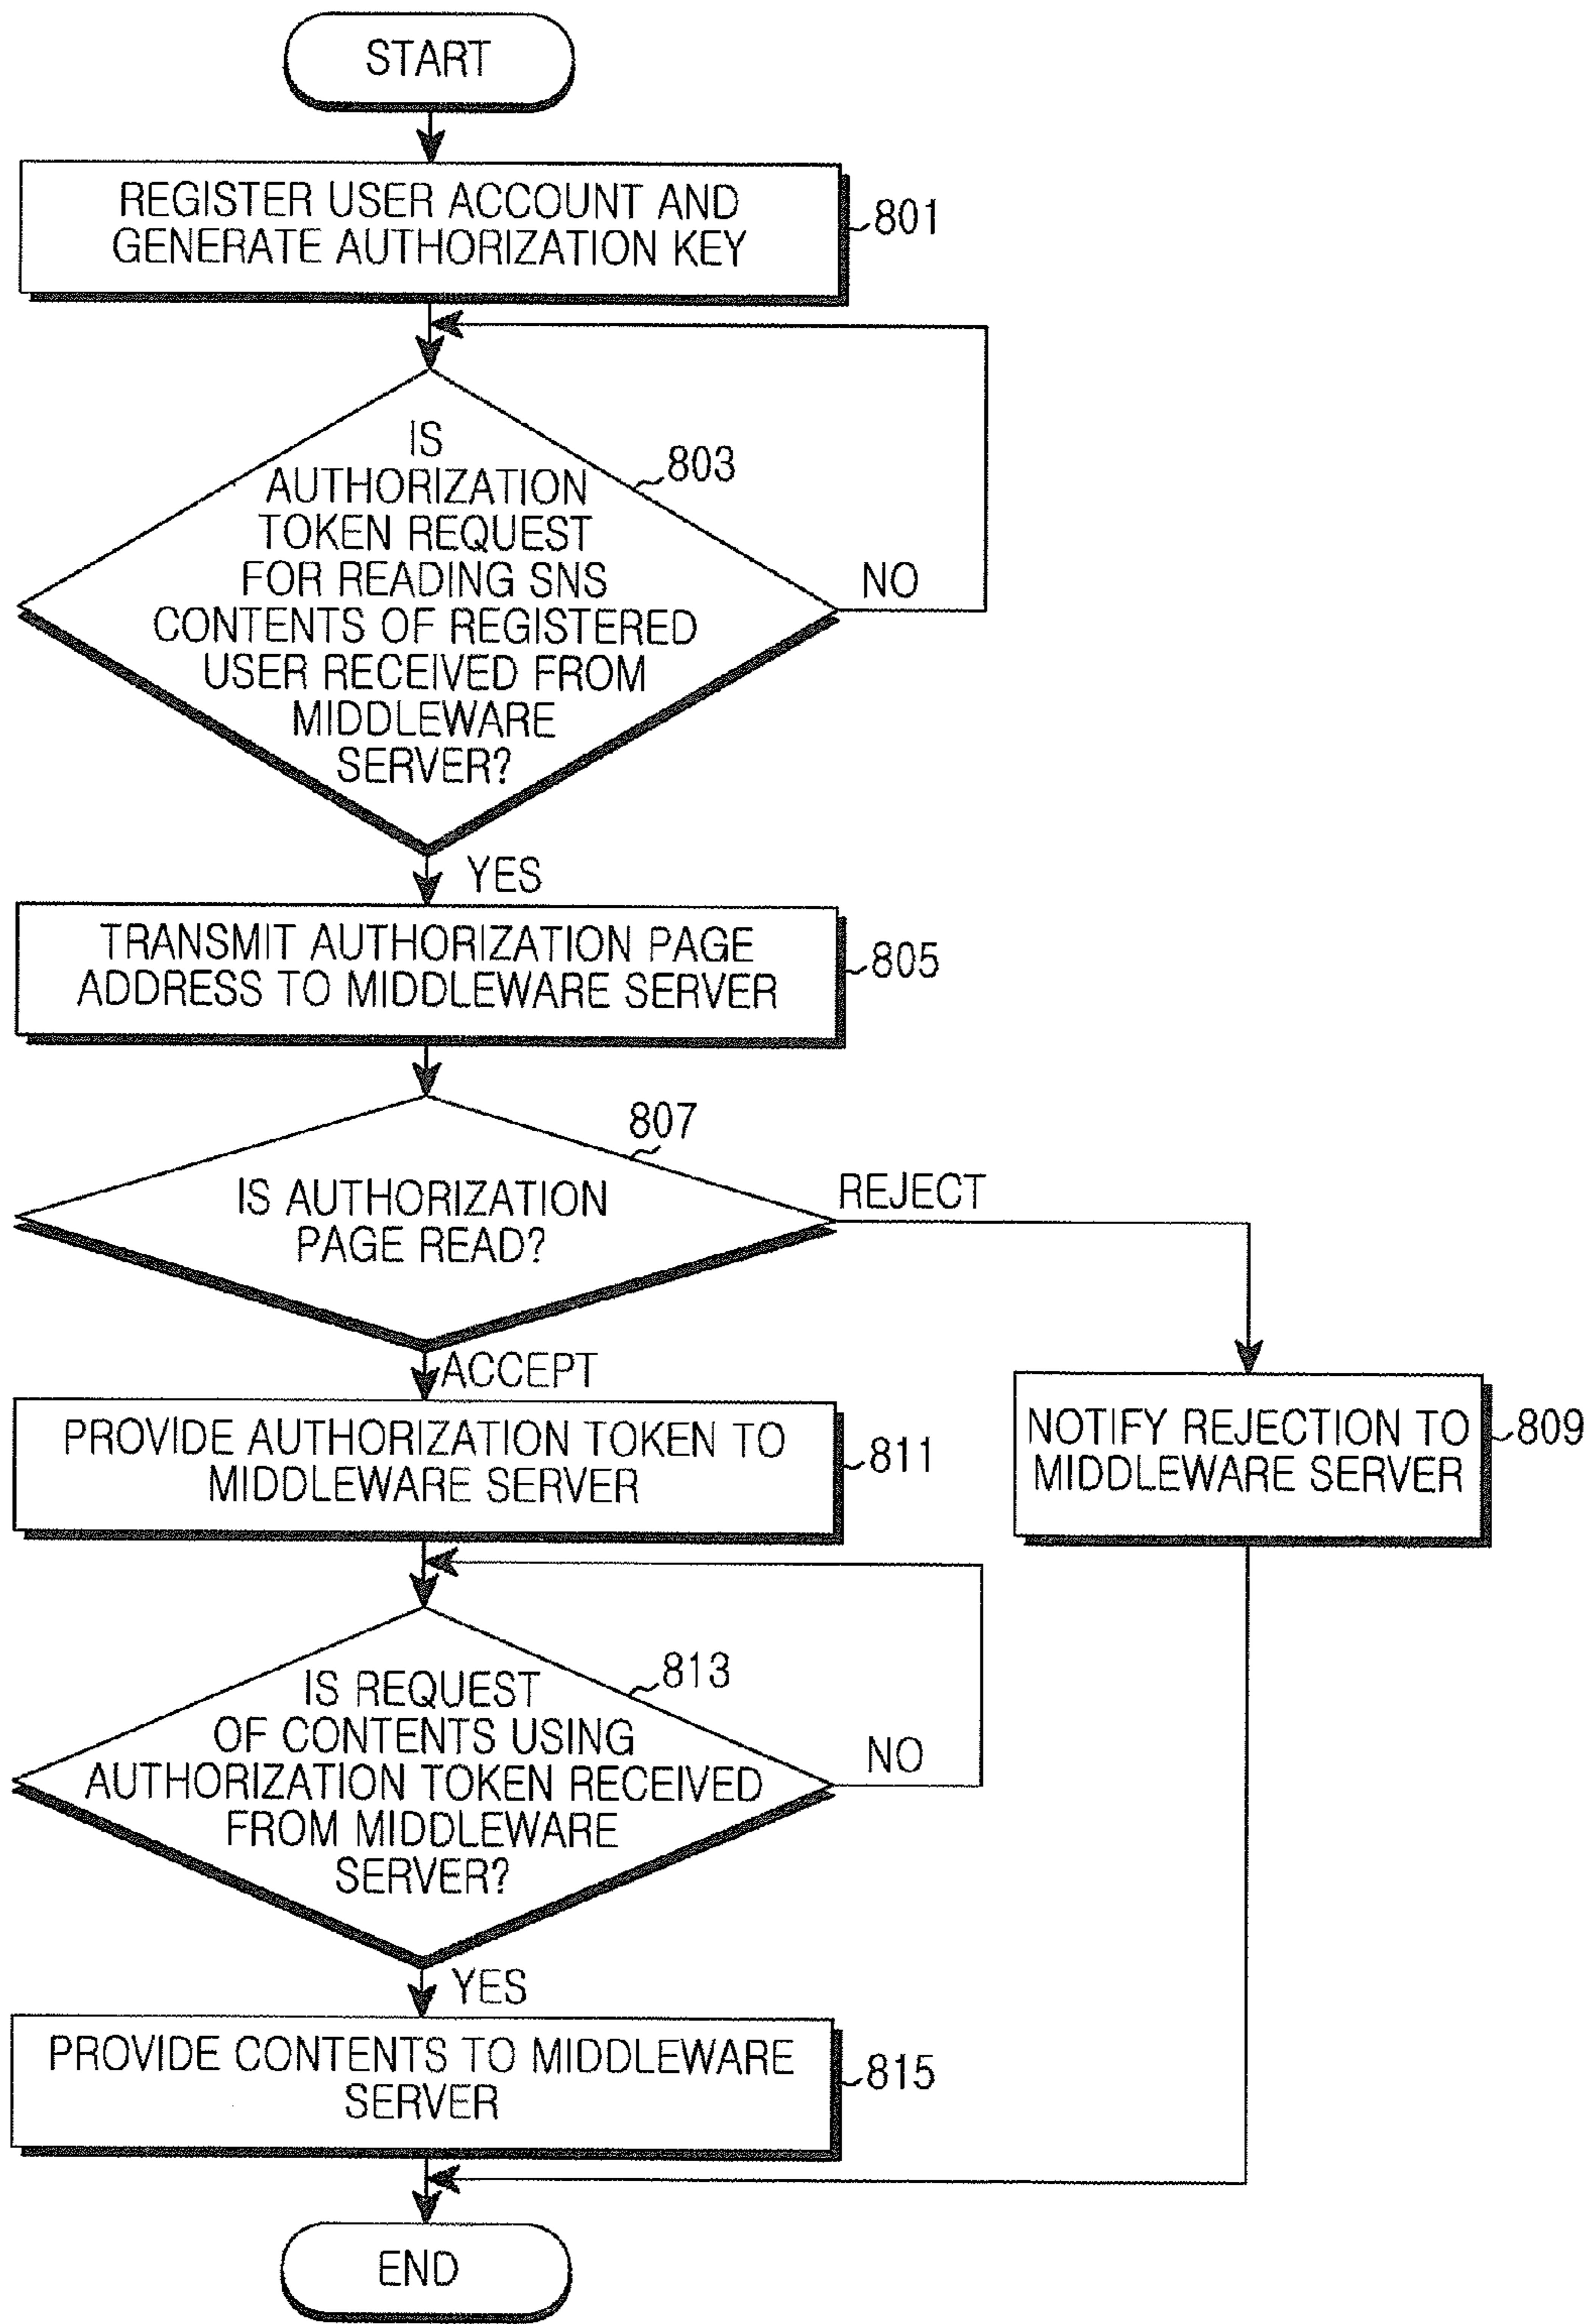 START
REGISTER USER ACCOUNT AND
GENERATE AUTHORIZATION KEY
801
IS
AUTHORIZATION
TOKEN REQUEST
FOR READING SNS
CONTENTS OF REGISTERED
USER RECEIVED FROM
MIDDLEWARE
SERVER?
803
NO
YES
TRANSMIT AUTHORIZATION PAGE
ADDRESS TO MIDDLEWARE SERVER
805
807
IS AUTHORIZATION
PAGE READ?
REJECT
ACCEPT
PROVIDE AUTHORIZATION TOKEN TO
MIDDLEWARE SERVER
811
NOTIFY REJECTION TO
MIDDLEWARE SERVER
809
IS REQUEST
OF CONTENTS USING
AUTHORIZATION TOKEN RECEIVED
FROM MIDDLEWARE
SERVER?
813
NO
YES
PROVIDE CONTENTS TO MIDDLEWARE
SERVER
815
END